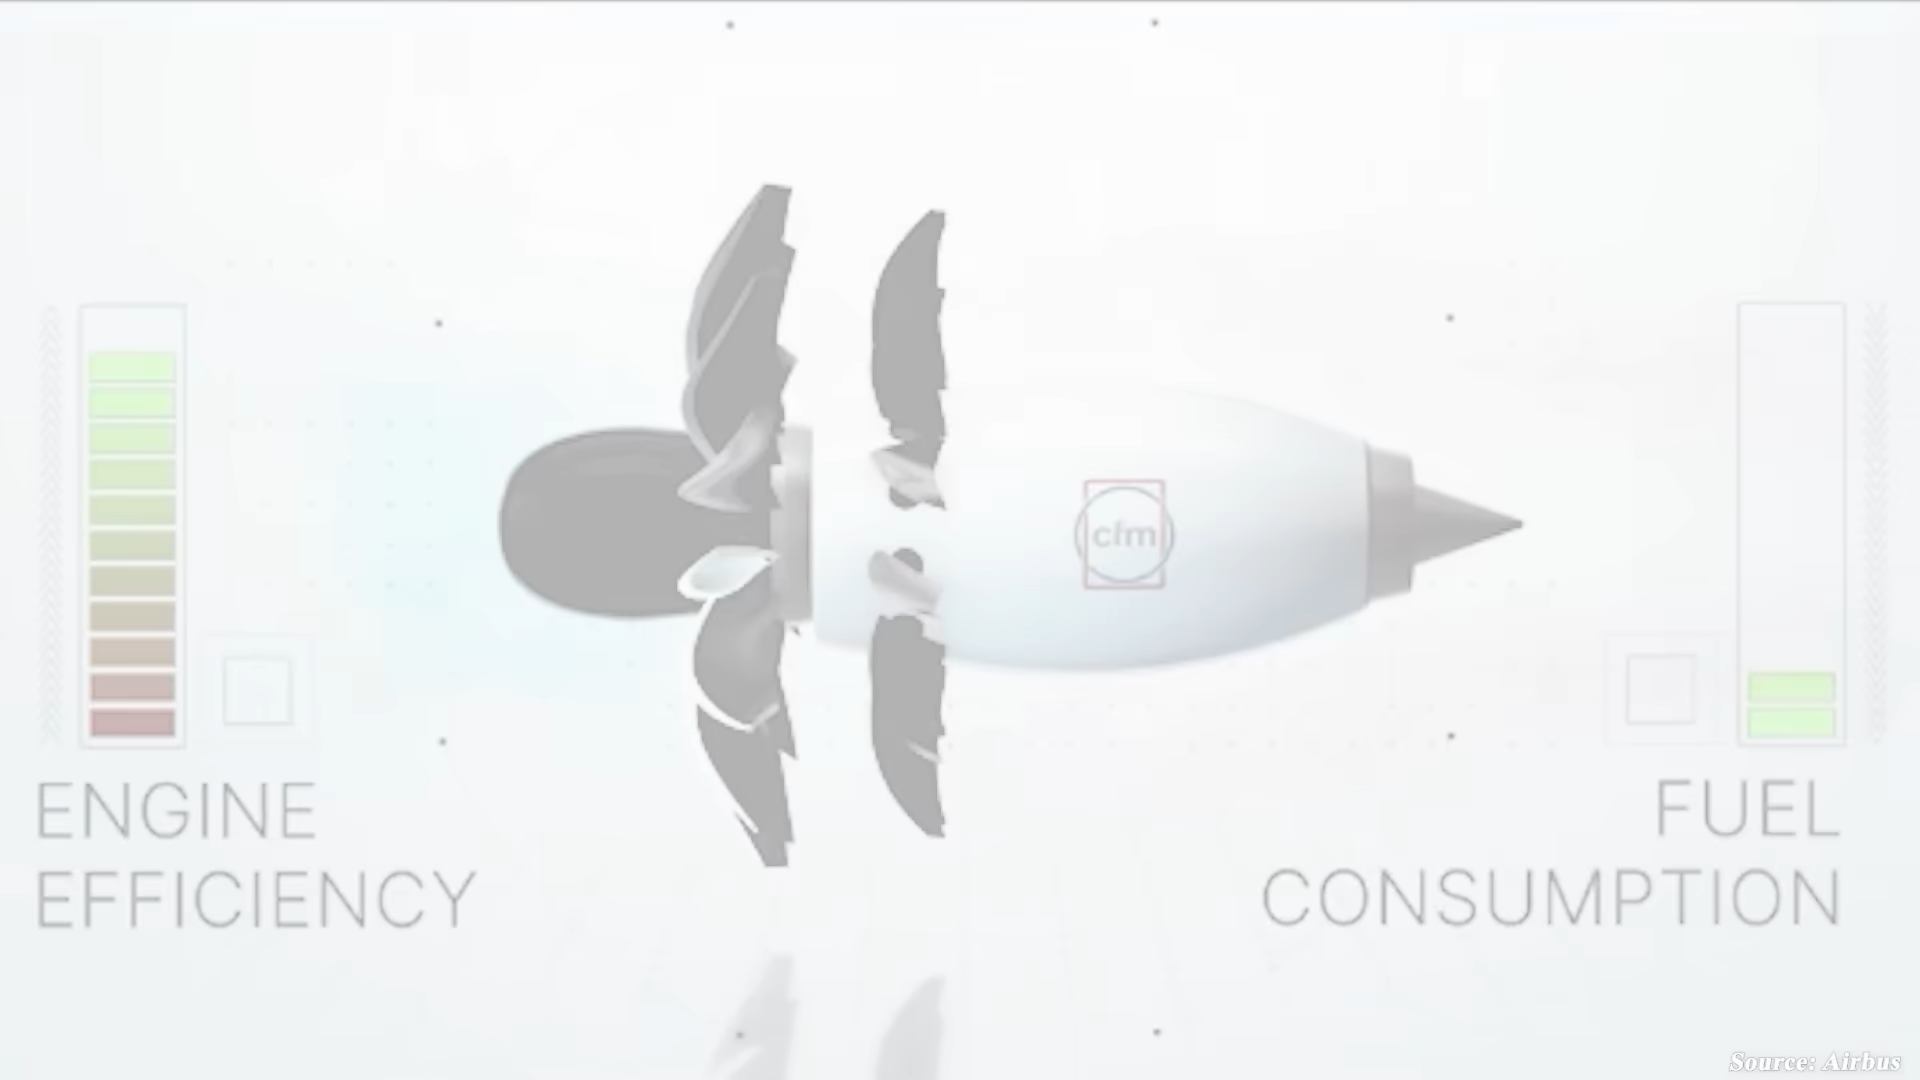 cfm
ENGINE
EFFICIENCY
FUEL
CONSUMPTION
Source: Airbus